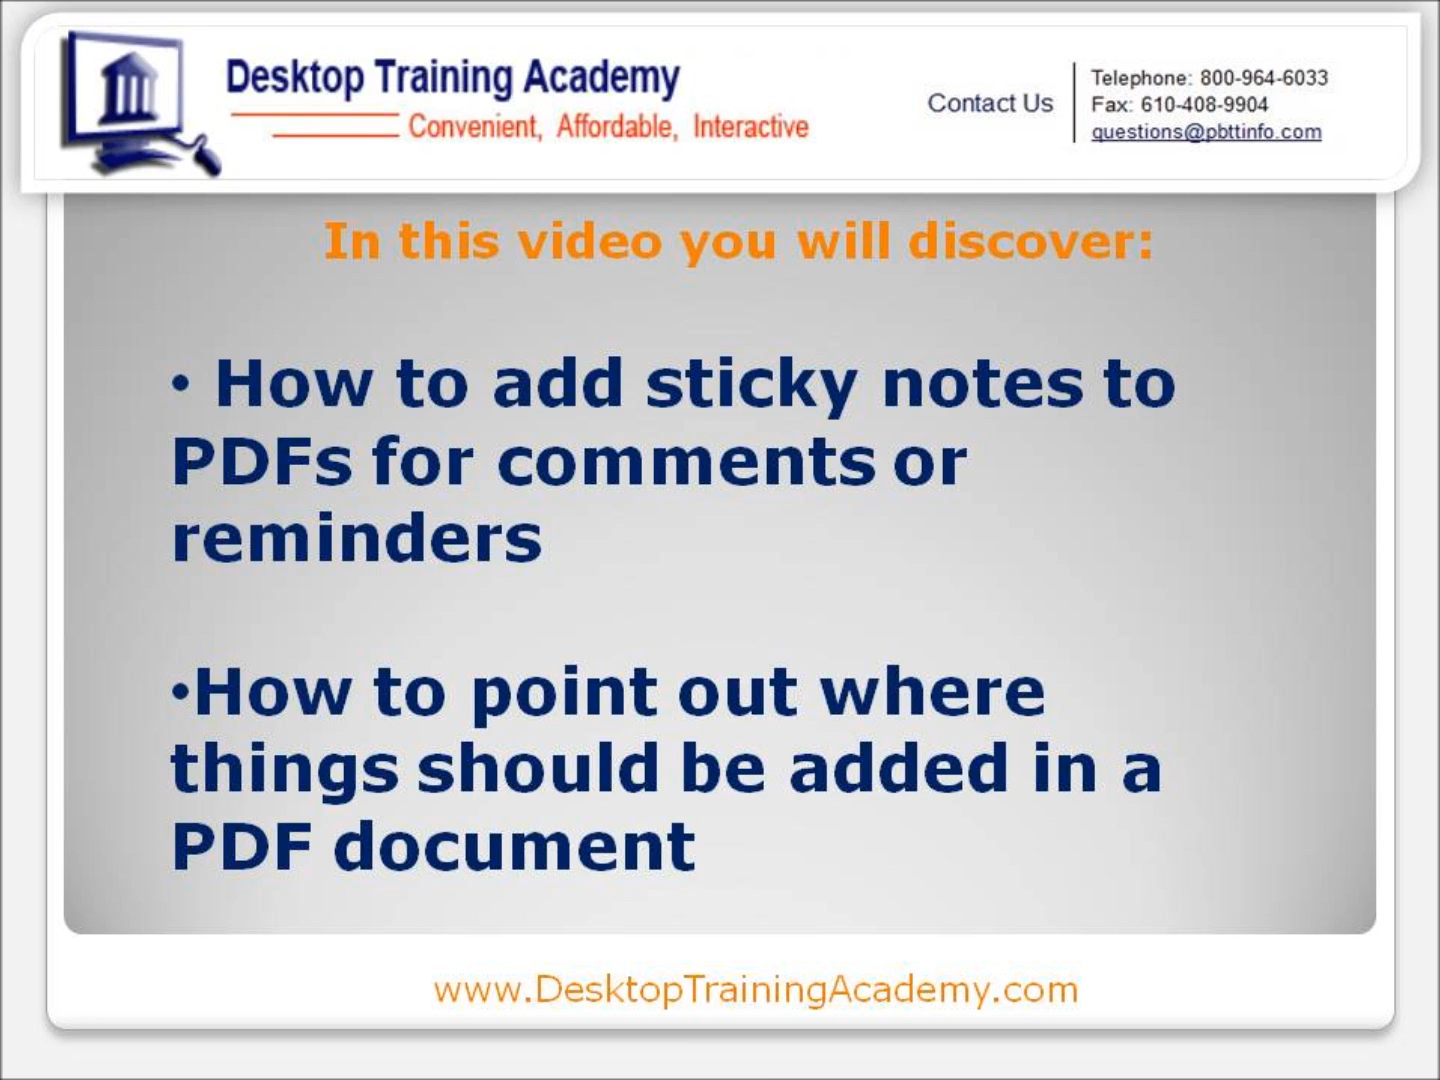 Desktop Training Academy
Convenient, Affordable, Interactive
Contact Us
Telephone: 800-964-6033
Fax: 610-408-9904
questions@pbttinfo.com
In this video you will discover:
• How to add sticky notes to
PDFs for comments or
reminders
•How to point out where
things should be added in a
PDF document
www.DesktopTrainingAcademy.com